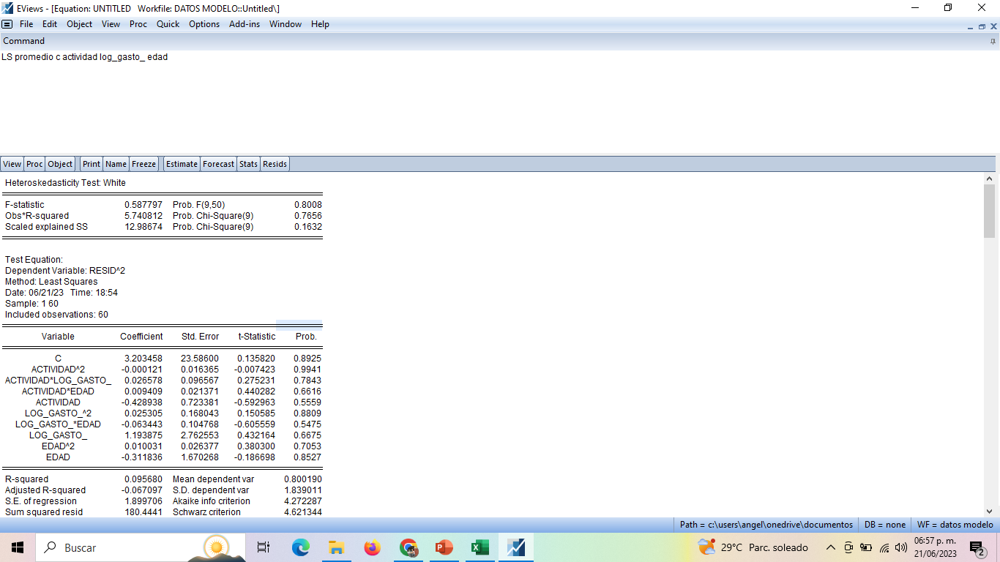 EViews - [Equation: UNTITLED   Workfile: DATOS MODELO::Untitled\]
File Edit Object View Proc Quick Options Add-ins Window Help
Command
LS promedio c actividad log_gasto_ edad
View Proc Object Print Name Freeze Estimate Forecast Stats Resids
Heteroskedasticity Test: White
F-statistic 0.587797 Prob. F(9,50) 0.8008
Obs*R-squared 5.740812 Prob. Chi-Square(9) 0.7656
Scaled explained SS 12.98674 Prob. Chi-Square(9) 0.1632
Test Equation:
Dependent Variable: RESID^2
Method: Least Squares
Date: 06/21/23   Time: 18:54
Sample: 1 60
Included observations: 60
Variable Coefficient Std. Error t-Statistic Prob.
C 3.203458 23.58600 0.135820 0.8925
ACTIVIDAD^2 -0.000121 0.016365 -0.007423 0.9941
ACTIVIDAD*LOG_GASTO_ 0.026578 0.096567 0.275231 0.7843
ACTIVIDAD*EDAD 0.009409 0.021371 0.440282 0.6616
ACTIVIDAD -0.428938 0.723381 -0.592963 0.5559
LOG_GASTO_^2 0.025305 0.168043 0.150585 0.8809
LOG_GASTO_*EDAD -0.063443 0.104768 -0.605559 0.5475
LOG_GASTO_ 1.193875 2.762553 0.432164 0.6675
EDAD^2 0.010031 0.026377 0.380300 0.7053
EDAD -0.311836 1.670268 -0.186698 0.8527
R-squared 0.095680 Mean dependent var 0.800190
Adjusted R-squared -0.067097 S.D. dependent var 1.839011
S.E. of regression 1.899706 Akaike info criterion 4.272287
Sum squared resid 180.4441 Schwarz criterion 4.621344
Path = c:\users\angel\onedrive\documentos DB = none WF = datos modelo
Buscar
29°C Parc. soleado
06:57 p. m.
21/06/2023
2